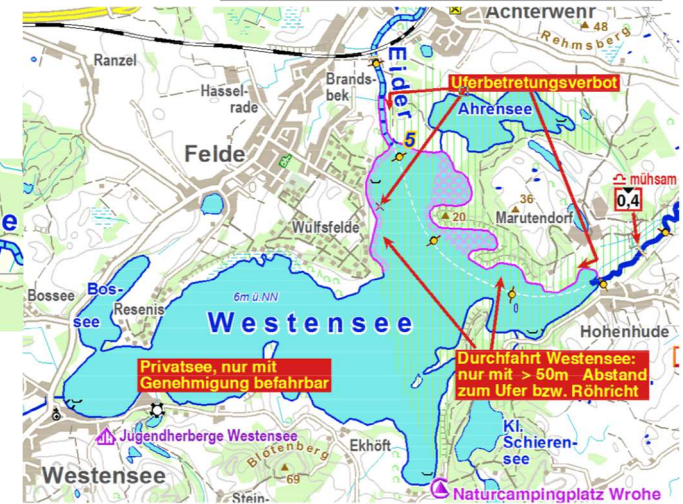 Achterwehr
48
Rehmsberg
Ranzel
Eider
Brands-
bek
Uferbetretungsverbot
Hassel-
rade
Ahrensee
5
Felde
mühsam
0,4
36
20
Marutendorf
Wulfsfelde
e
Bossee
Bos-
see
6m ü.NN
Resenis
Westensee
Hohenhude
Privatsee, nur mit
Genehmigung befahrbar
Durchfahrt Westensee:
nur mit > 50m Abstand
zum Ufer bzw. Röhricht
Jugendherberge Westensee
Ekhöft
Kl.
Schieren-
see
Blotenberg
69
Westensee
Stein-
Naturcampingplatz Wrohe